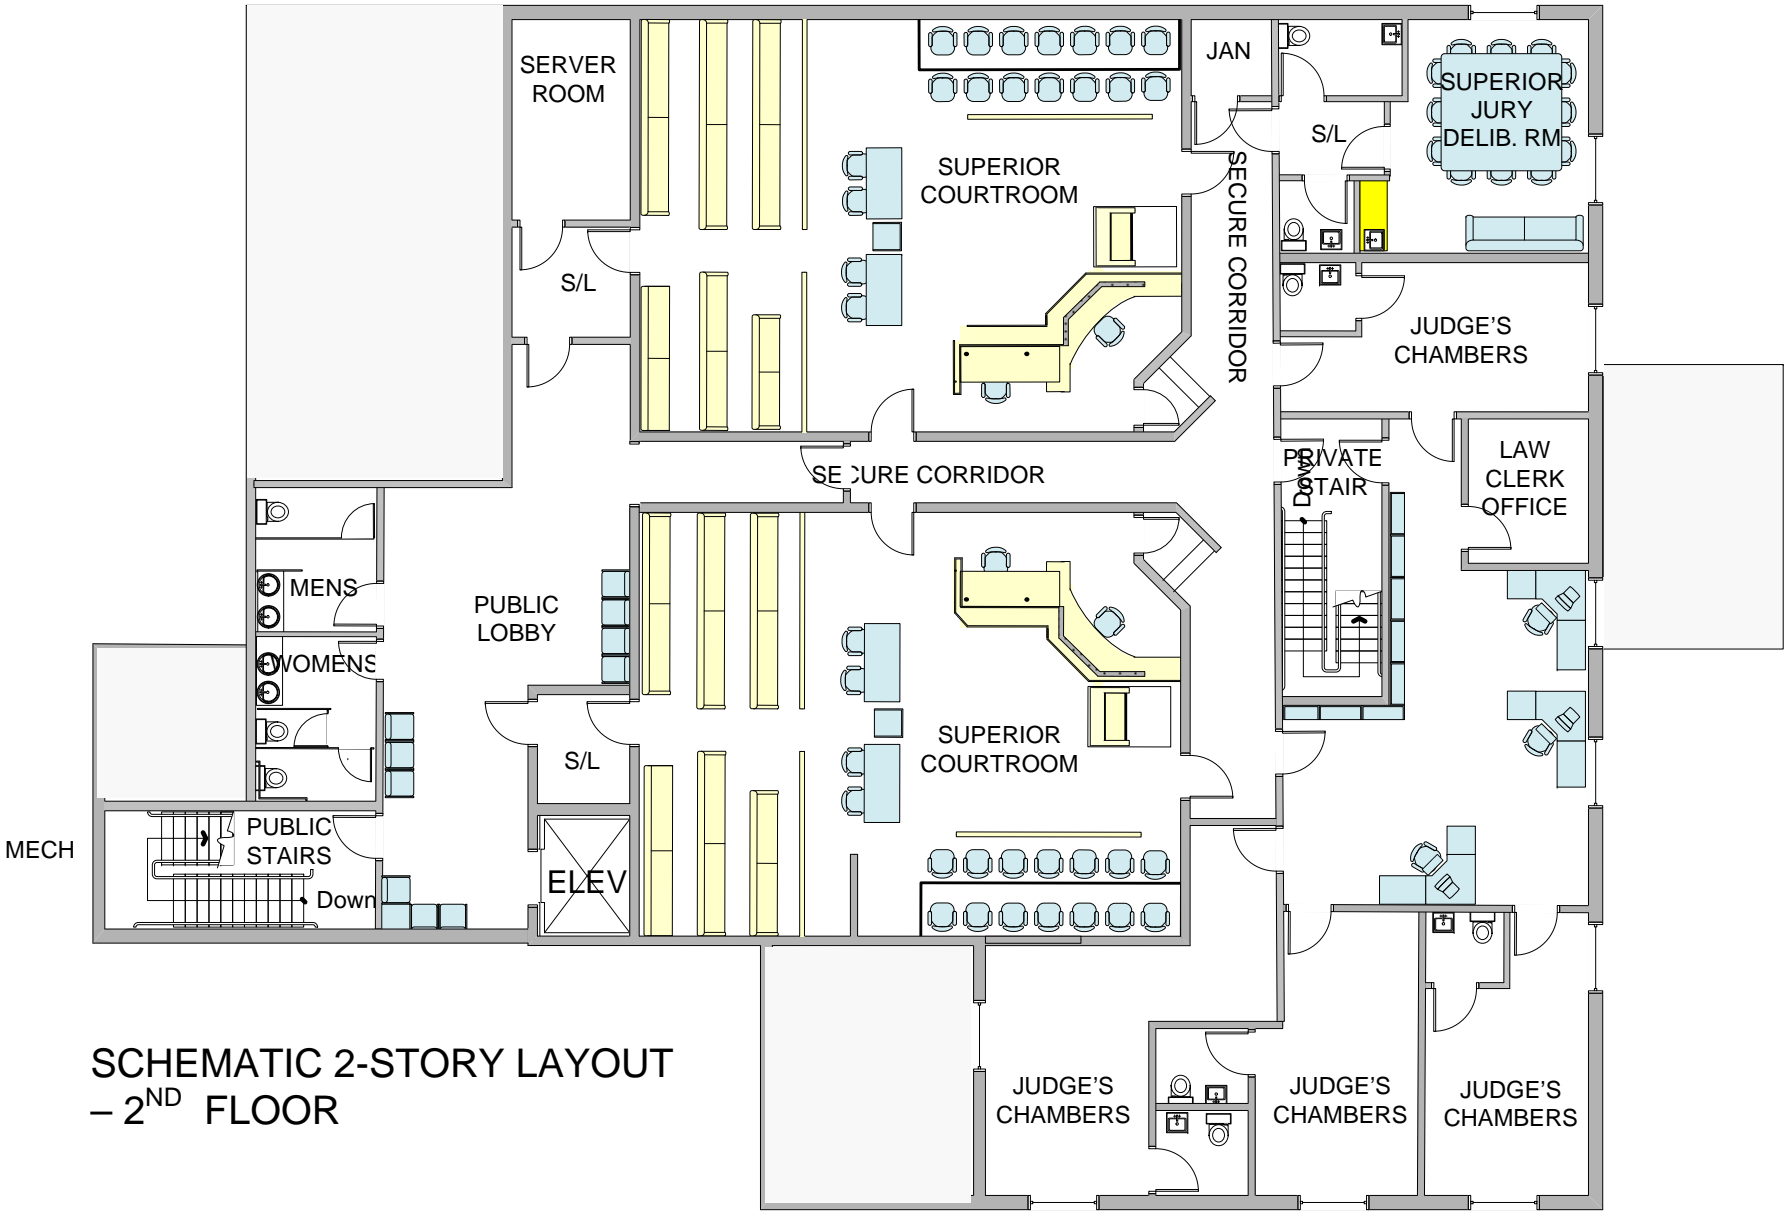 SERVER
ROOM
JAN
SUPERIOR
JURY
DELIB. RM
S/L
SUPERIOR
COURTROOM
SECURE CORRIDOR
S/L
JUDGE'S
CHAMBERS
SECURE CORRIDOR
PRIVATE
STAIR
Down
LAW
CLERK
OFFICE
MENS
PUBLIC
LOBBY
WOMENS
S/L
SUPERIOR
COURTROOM
MECH
PUBLIC
STAIRS
Down
ELEV
SCHEMATIC 2-STORY LAYOUT
– 2ND FLOOR
JUDGE'S
CHAMBERS
JUDGE'S
CHAMBERS
JUDGE'S
CHAMBERS